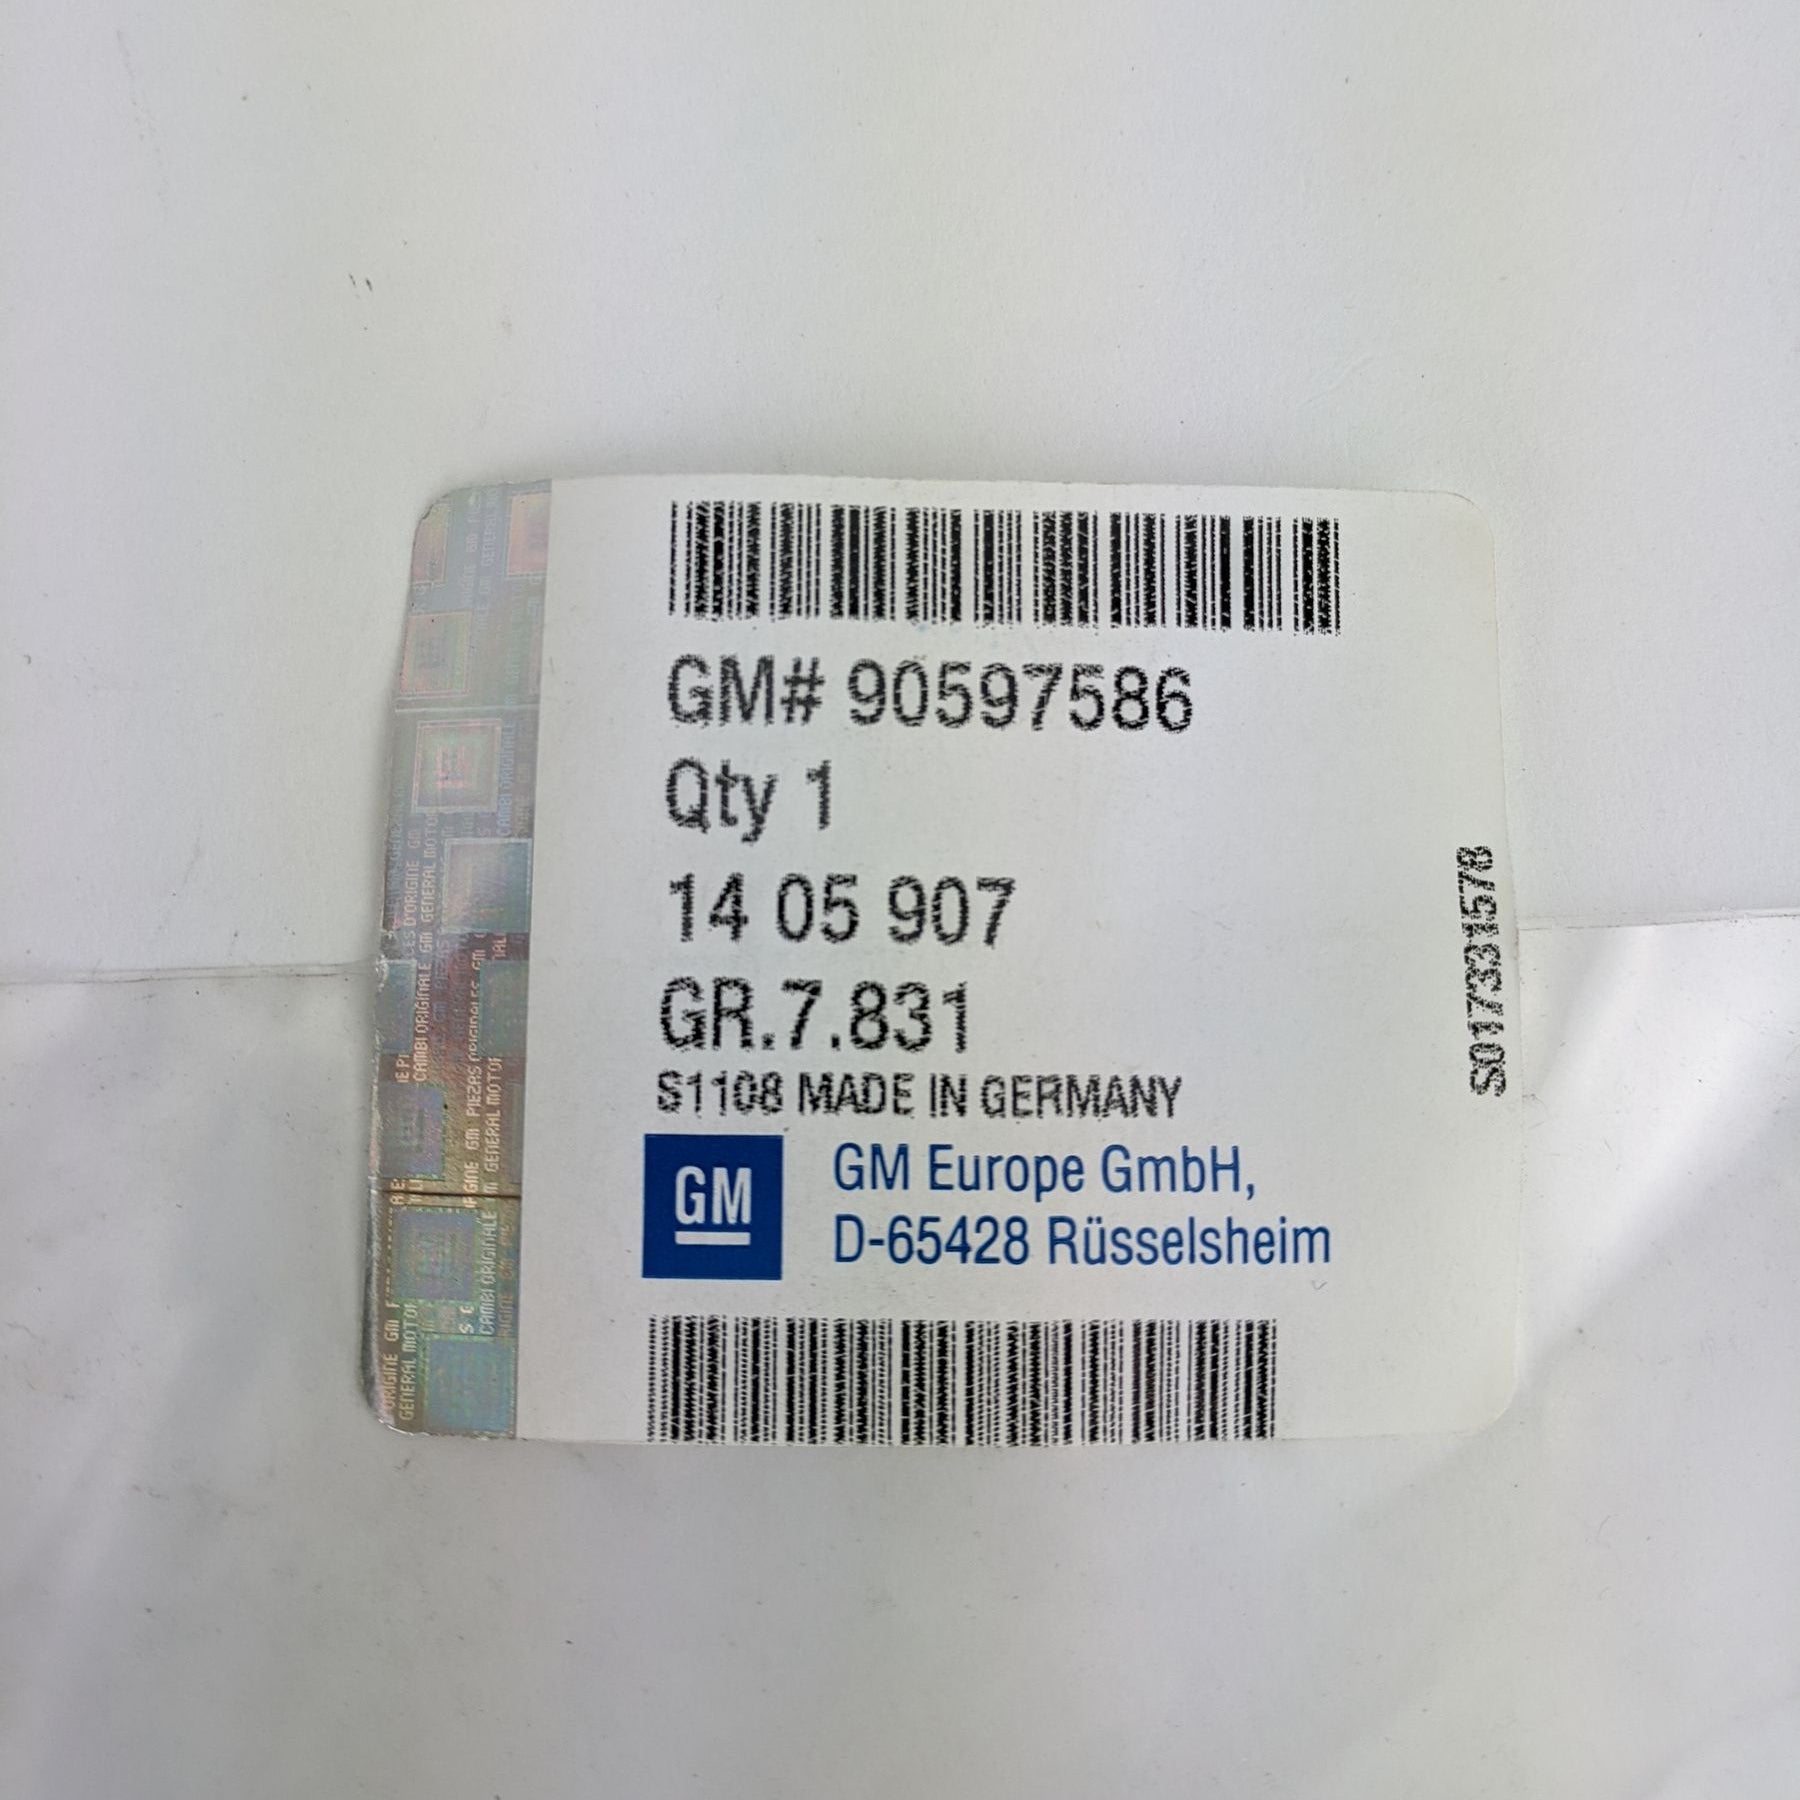 GM# 90597586
Qty 1
14 05 907
GR.7.831
S1108 MADE IN GERMANY
GM
GM Europe GmbH,
D-65428 Rüsselsheim
S017331578